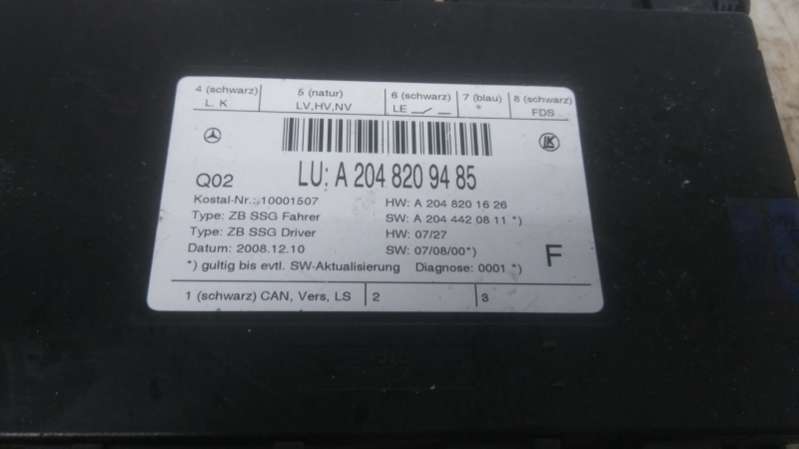 4 (schwarz) 5 (natur) 6 (schwarz) 7 (blau) 8 (schwarz)
L. K LV,HV,NV LE * FDS
Q02 LU: A 204 820 94 85
Kostal-Nr.: 10001507 HW: A 204 820 16 26
Type: ZB SSG Fahrer SW: A 204 442 08 11 *)
Type: ZB SSG Driver HW: 07/27
Datum: 2008.12.10 SW: 07/08/00*) F
*) gultig bis evtl. SW-Aktualisierung Diagnose: 0001 *)
1 (schwarz) CAN, Vers, LS 2 3